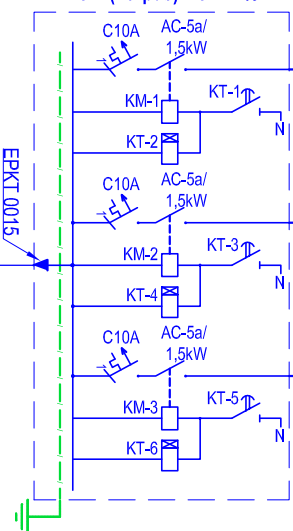 C10A
AC-5a/
1,5kW
KM-1
KT-1
N
KT-2
C10A
AC-5a/
1,5kW
KM-2
KT-3
N
KT-4
EPKT 0015
C10A
AC-5a/
1,5kW
KM-3
KT-5
N
KT-6